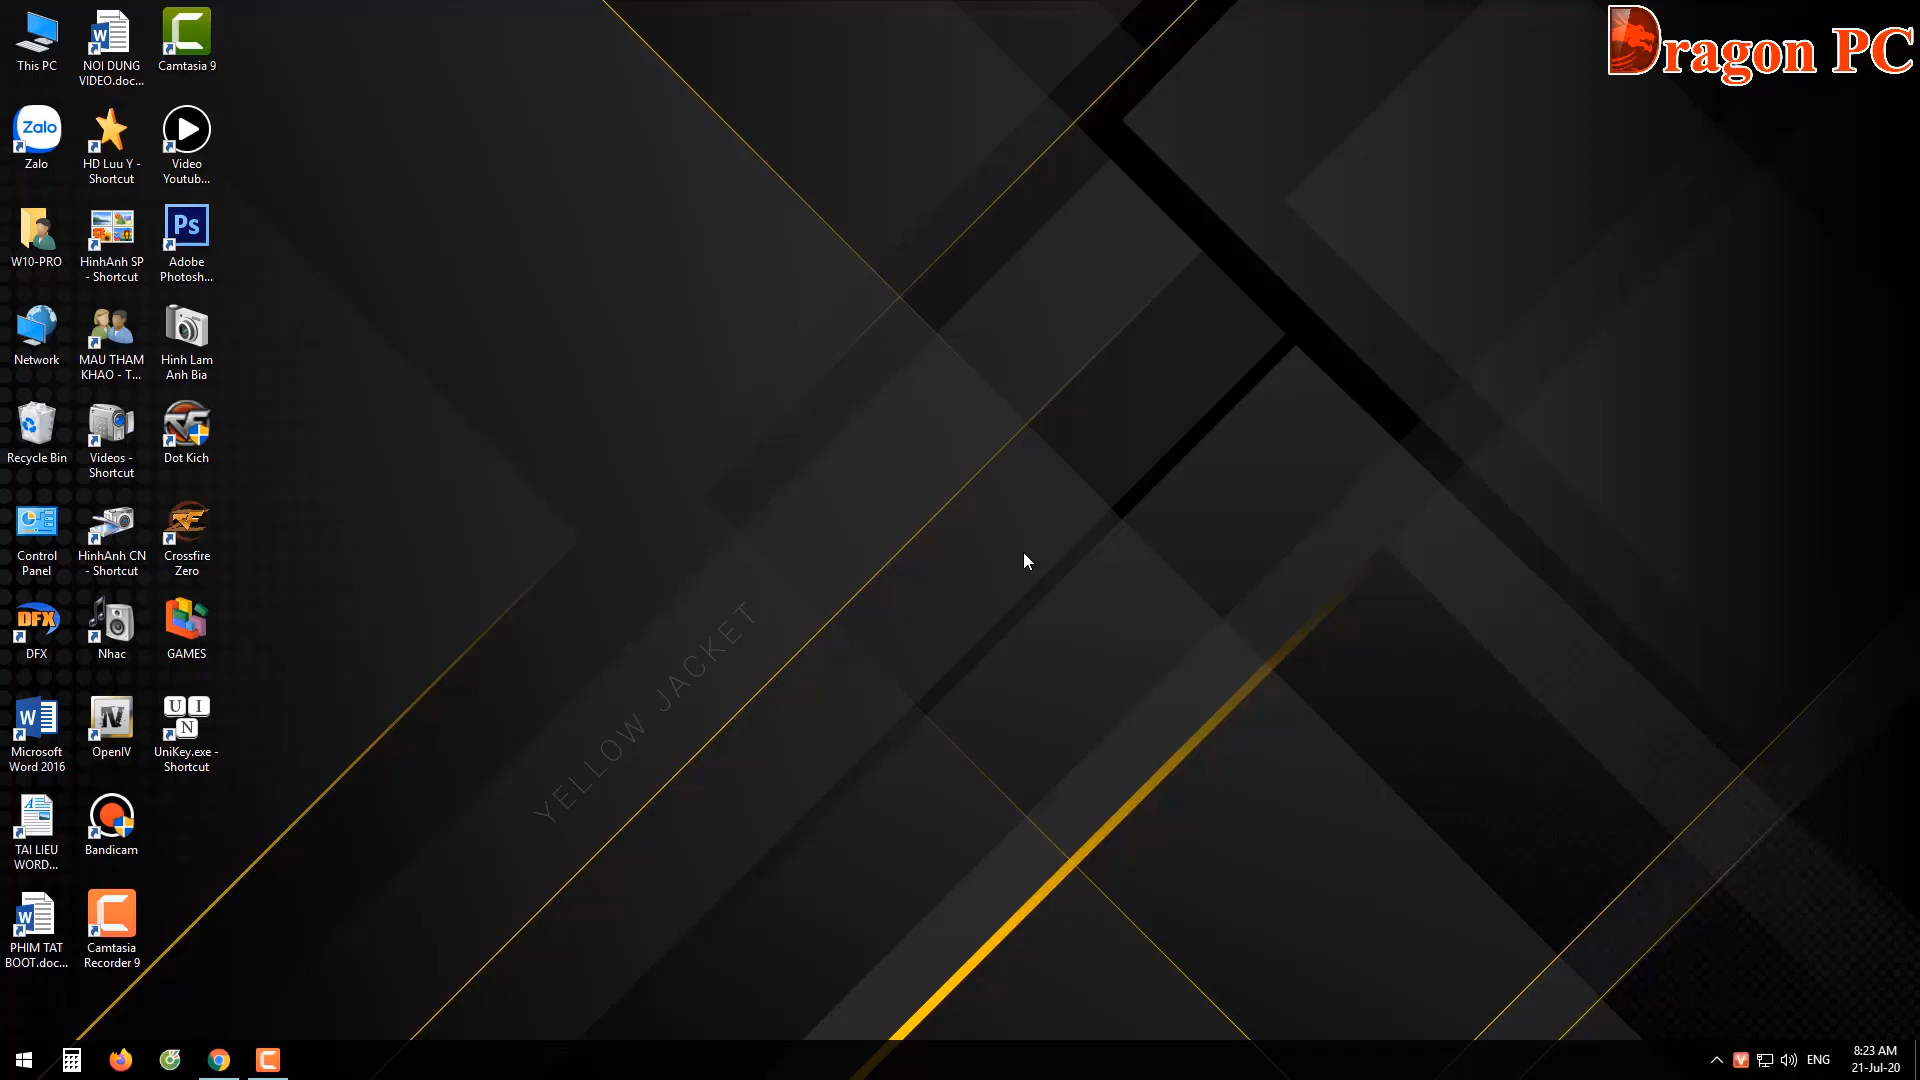 This PC
NOI DUNG
VIDEO.doc...
Camtasia 9
Zalo
Zalo
HD Luu Y -
Shortcut
Video
Youtub...
W10-PRO
HinhAnh SP
- Shortcut
Ps
Adobe
Photosh...
Network
MAU THAM
KHAO - T...
Hinh Lam
Anh Bia
Recycle Bin
Videos -
Shortcut
Dot Kich
Control
Panel
HinhAnh CN
- Shortcut
Crossfire
Zero
DFX
DFX
Nhac
GAMES
Microsoft
Word 2016
OpenIV
U I
N
UniKey.exe -
Shortcut
TAI LIEU
WORD...
Bandicam
PHIM TAT
BOOT.doc...
Camtasia
Recorder 9
YELLOW JACKET
Dragon PC
ENG
8:23 AM
21-Jul-20